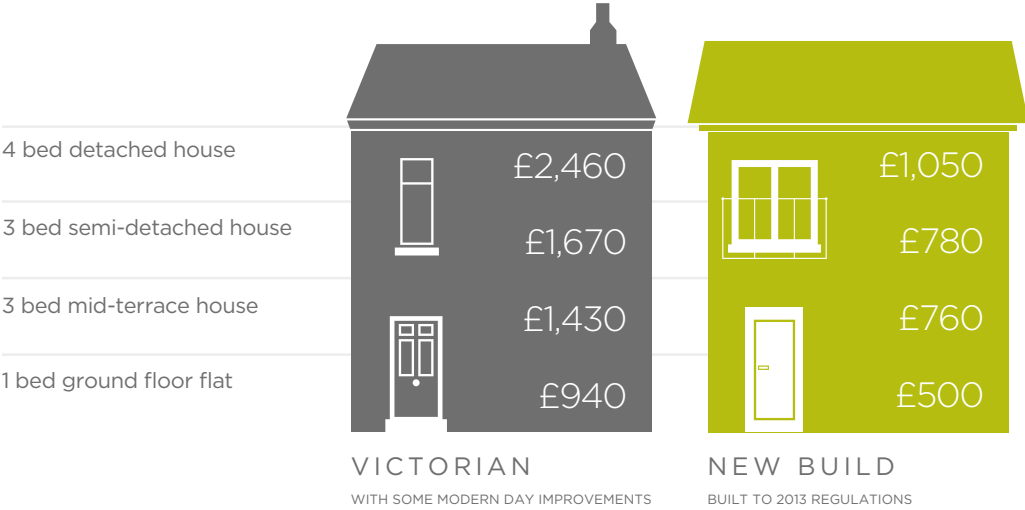 4 bed detached house £2,460 £1,050
3 bed semi-detached house £1,670 £780
3 bed mid-terrace house £1,430 £760
1 bed ground floor flat £940 £500
VICTORIAN NEW BUILD
WITH SOME MODERN DAY IMPROVEMENTS BUILT TO 2013 REGULATIONS